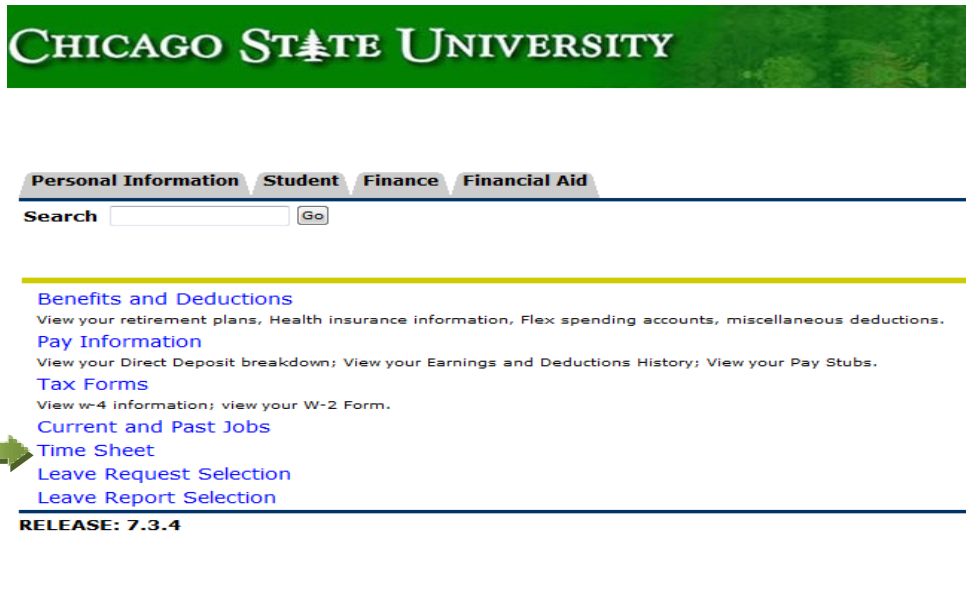 CHICAGO STATE UNIVERSITY
Personal Information Student Finance Financial Aid
Search Go
Benefits and Deductions
View your retirement plans, Health insurance information, Flex spending accounts, miscellaneous deductions.
Pay Information
View your Direct Deposit breakdown; View your Earnings and Deductions History; View your Pay Stubs.
Tax Forms
View w-4 information; view your W-2 Form.
Current and Past Jobs
Time Sheet
Leave Request Selection
Leave Report Selection
RELEASE: 7.3.4